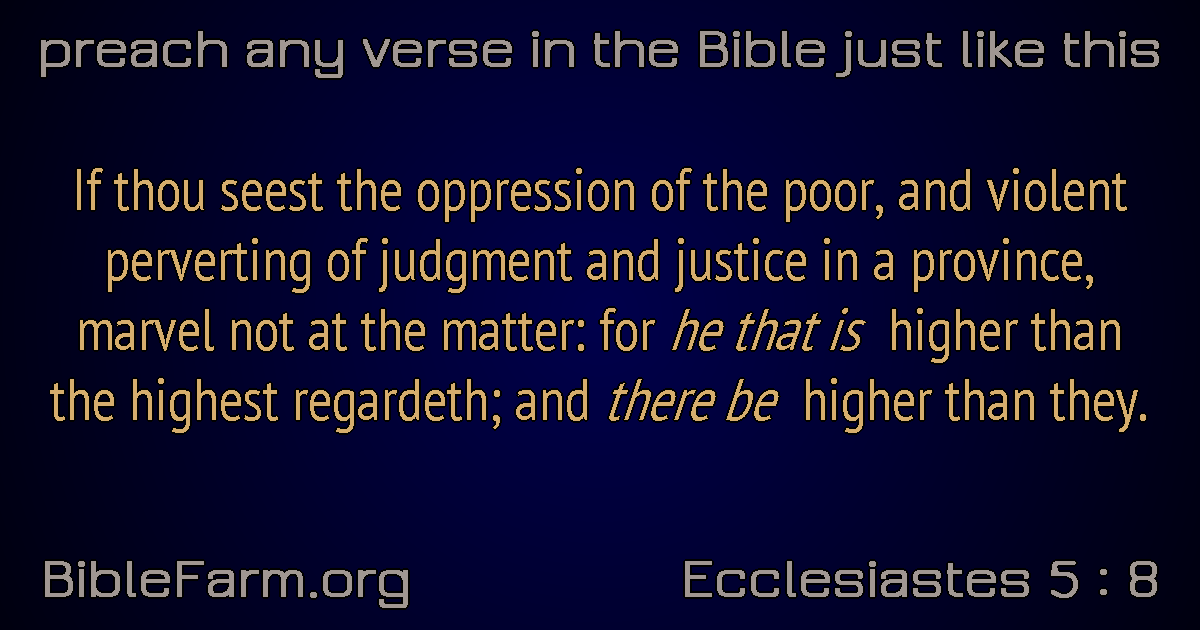 preach any verse in the Bible just like this
If thou seest the oppression of the poor, and violent
perverting of judgment and justice in a province,
marvel not at the matter: for he that is higher than
the highest regardeth; and there be higher than they.
BibleFarm.org
Ecclesiastes 5 : 8